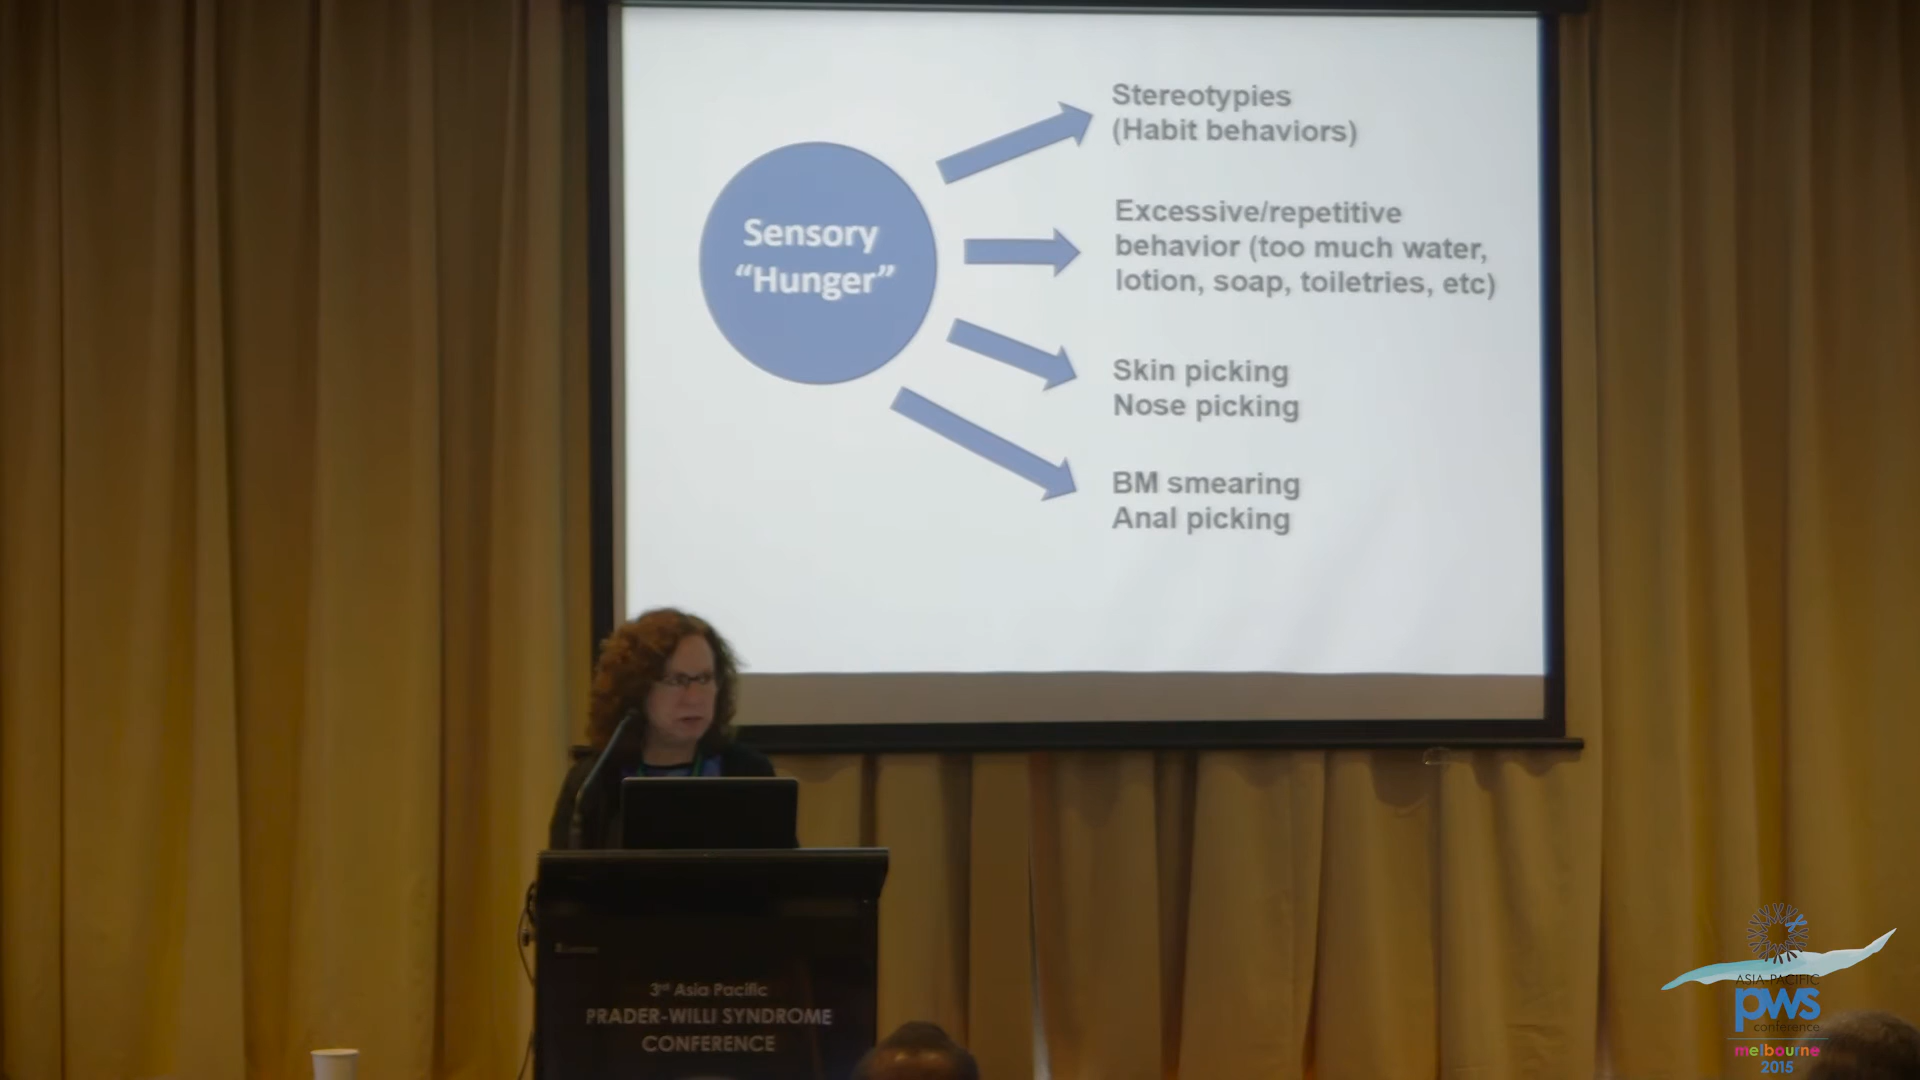 Stereotypies
(Habit behaviors)
Sensory
“Hunger”
Excessive/repetitive
behavior (too much water,
lotion, soap, toiletries, etc)
Skin picking
Nose picking
BM smearing
Anal picking
3rd Asia Pacific
PRADER-WILLI SYNDROME
CONFERENCE
ASIA-PACIFIC
pws
conference
melbourne
2015